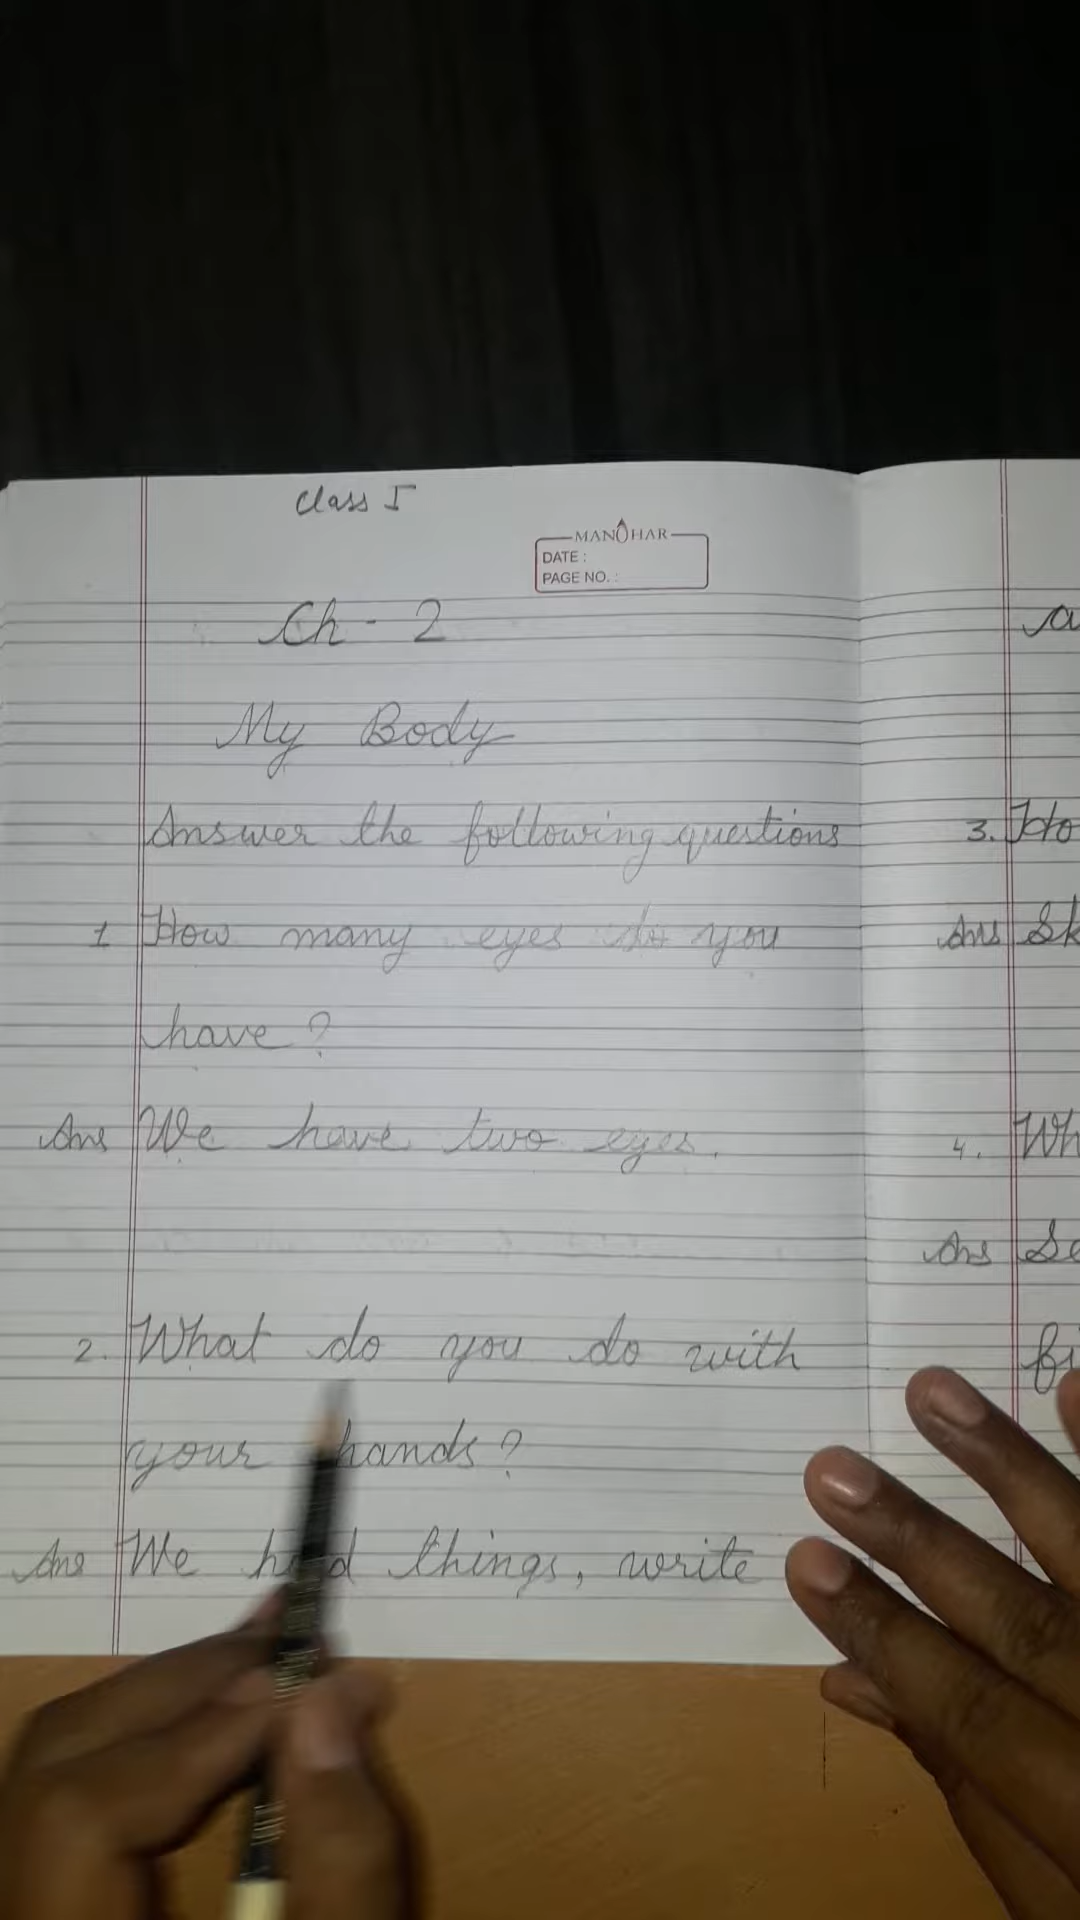 Class I
MANOHAR
DATE :
PAGE NO. :
Ch - 2
My Body
Answer the following questions
1 How many eyes do you
have?
Ans We have two eyes.
2. What do you do with
your hands?
Ans We things, write
3.
Ans
4.
Ans